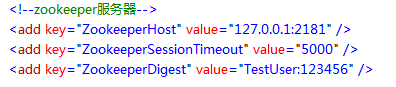 <!--zookeeper服务器-->
<add key="ZookeeperHost" value="127.0.0.1:2181" />
<add key="ZookeeperSessionTimeout" value="5000" />
<add key="ZookeeperDigest" value="TestUser:123456" />